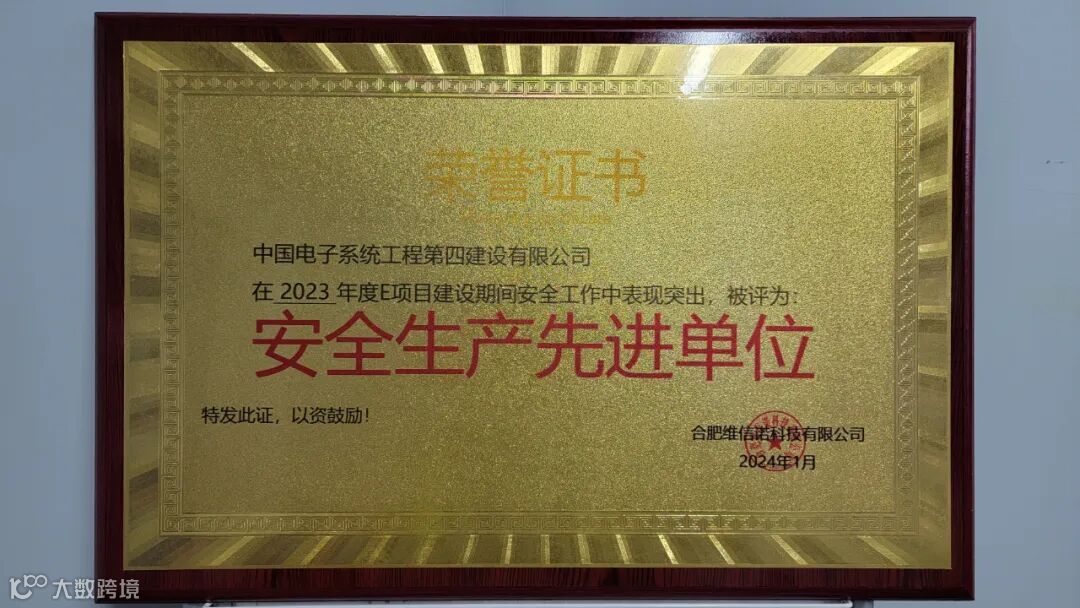 荣誉证书
中国电子系统工程第四建设有限公司
在 2023 年度E项目建设期间安全工作中表现突出，被评为：
安全生产先进单位
特发此证，以资鼓励！
合肥维信诺科技有限公司
2024年1月
大数跨境